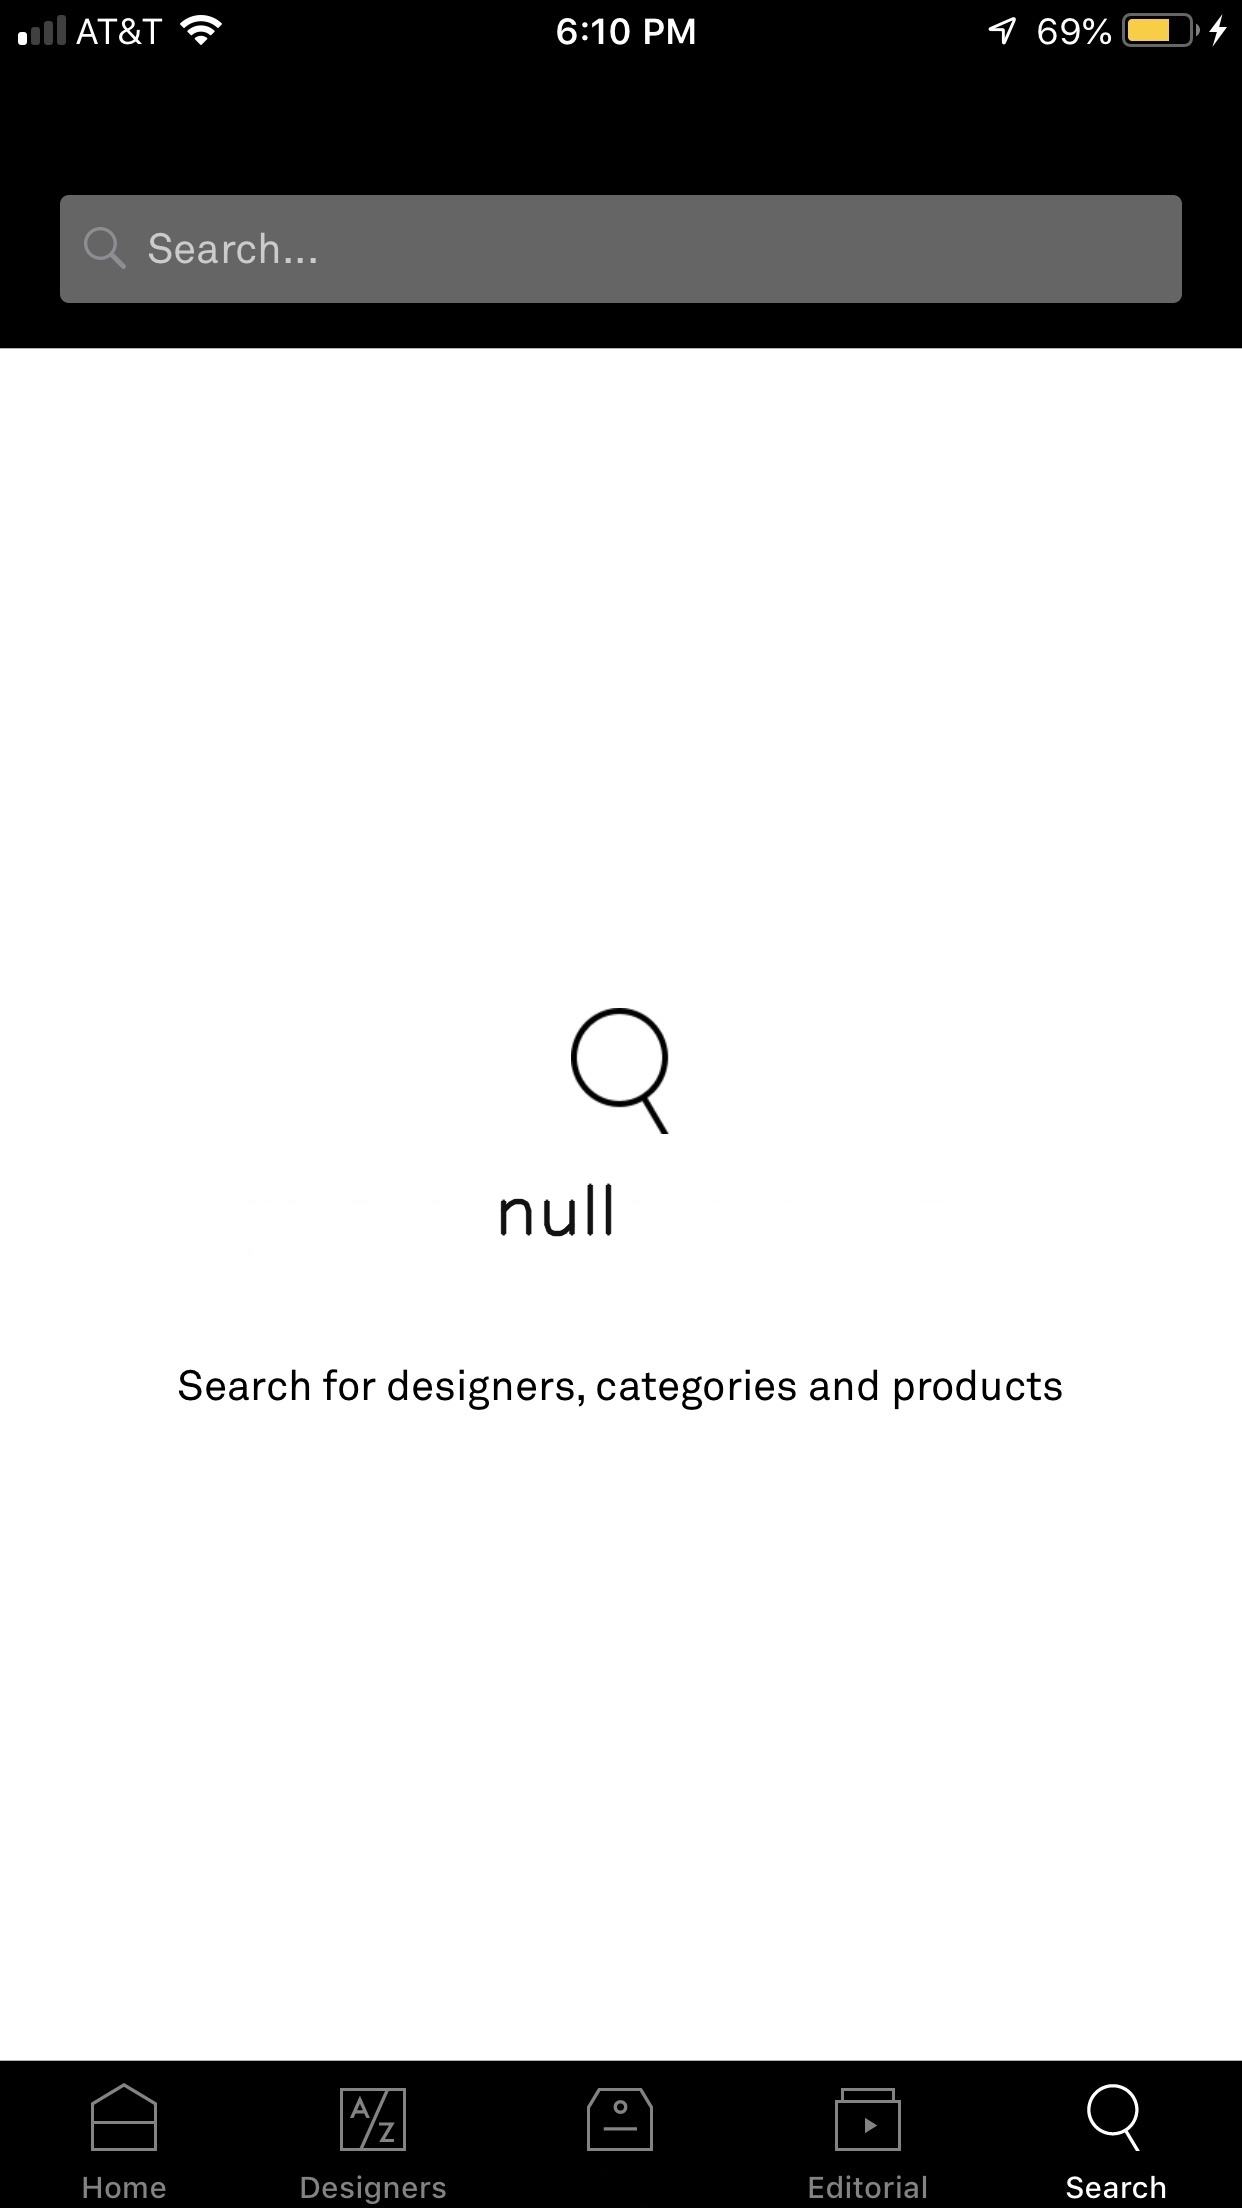 AT&T 6:10 PM 69%
Search...
null
Search for designers, categories and products
A/Z
Home Designers Editorial Search